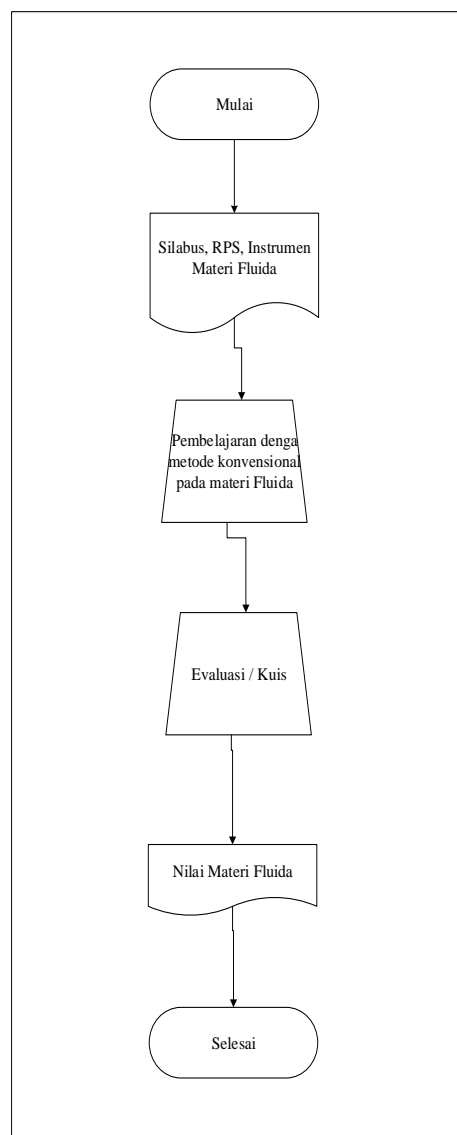 Mulai
Silabus, RPS, Instrumen
Materi Fluida
Pembelajaran denga
metode konvensional
pada materi Fluida
Evaluasi / Kuis
Nilai Materi Fluida
Selesai